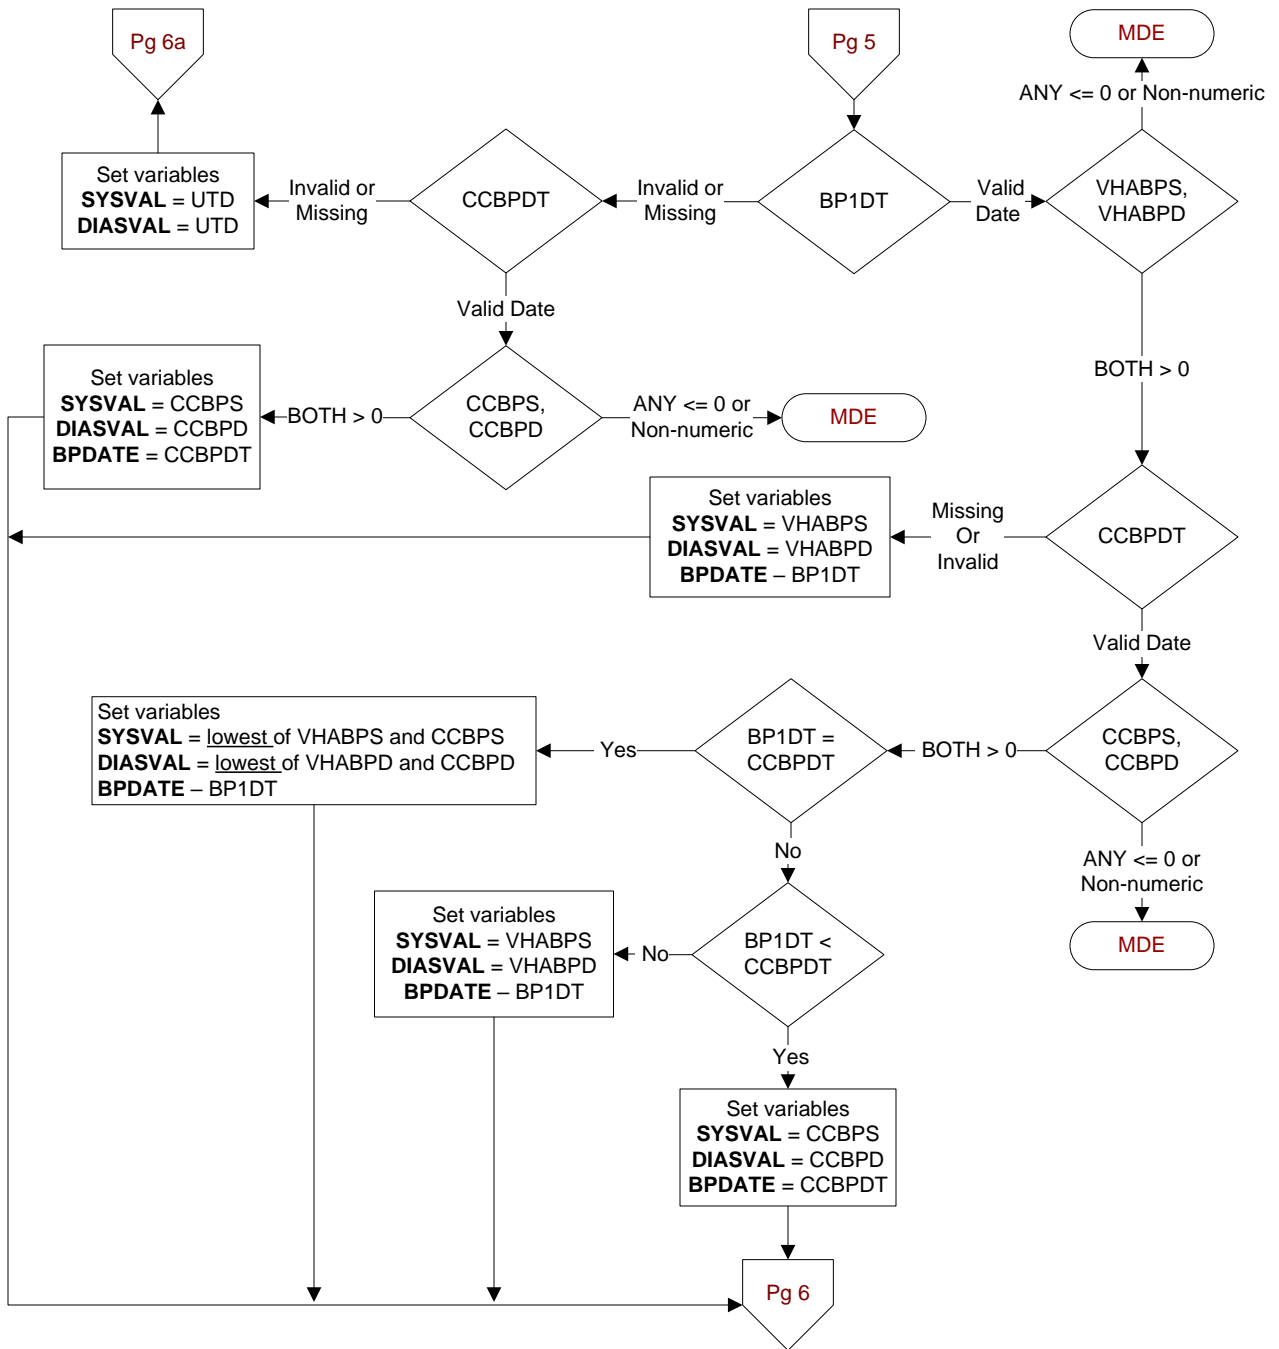 Pg 6a
Pg 5
MDE
ANY <= 0 or Non-numeric
Set variables
SYSVAL = UTD
DIASVAL = UTD
Invalid or
Missing
CCBPDT
Invalid or
Missing
BP1DT
Valid
Date
VHABPS,
VHABPD
Valid Date
BOTH > 0
Set variables
SYSVAL = CCBPS
DIASVAL = CCBPD
BPDATE = CCBPDT
BOTH > 0
CCBPS,
CCBPD
ANY <= 0 or
Non-numeric
MDE
Set variables
SYSVAL = VHABPS
DIASVAL = VHABPD
BPDATE – BP1DT
Missing
Or
Invalid
CCBPDT
Valid Date
Set variables
SYSVAL = lowest of VHABPS and CCBPS
DIASVAL = lowest of VHABPD and CCBPD
BPDATE – BP1DT
Yes
BP1DT =
CCBPDT
BOTH > 0
CCBPS,
CCBPD
No
ANY <= 0 or
Non-numeric
MDE
Set variables
SYSVAL = VHABPS
DIASVAL = VHABPD
BPDATE – BP1DT
No
BP1DT <
CCBPDT
Yes
Set variables
SYSVAL = CCBPS
DIASVAL = CCBPD
BPDATE = CCBPDT
Pg 6